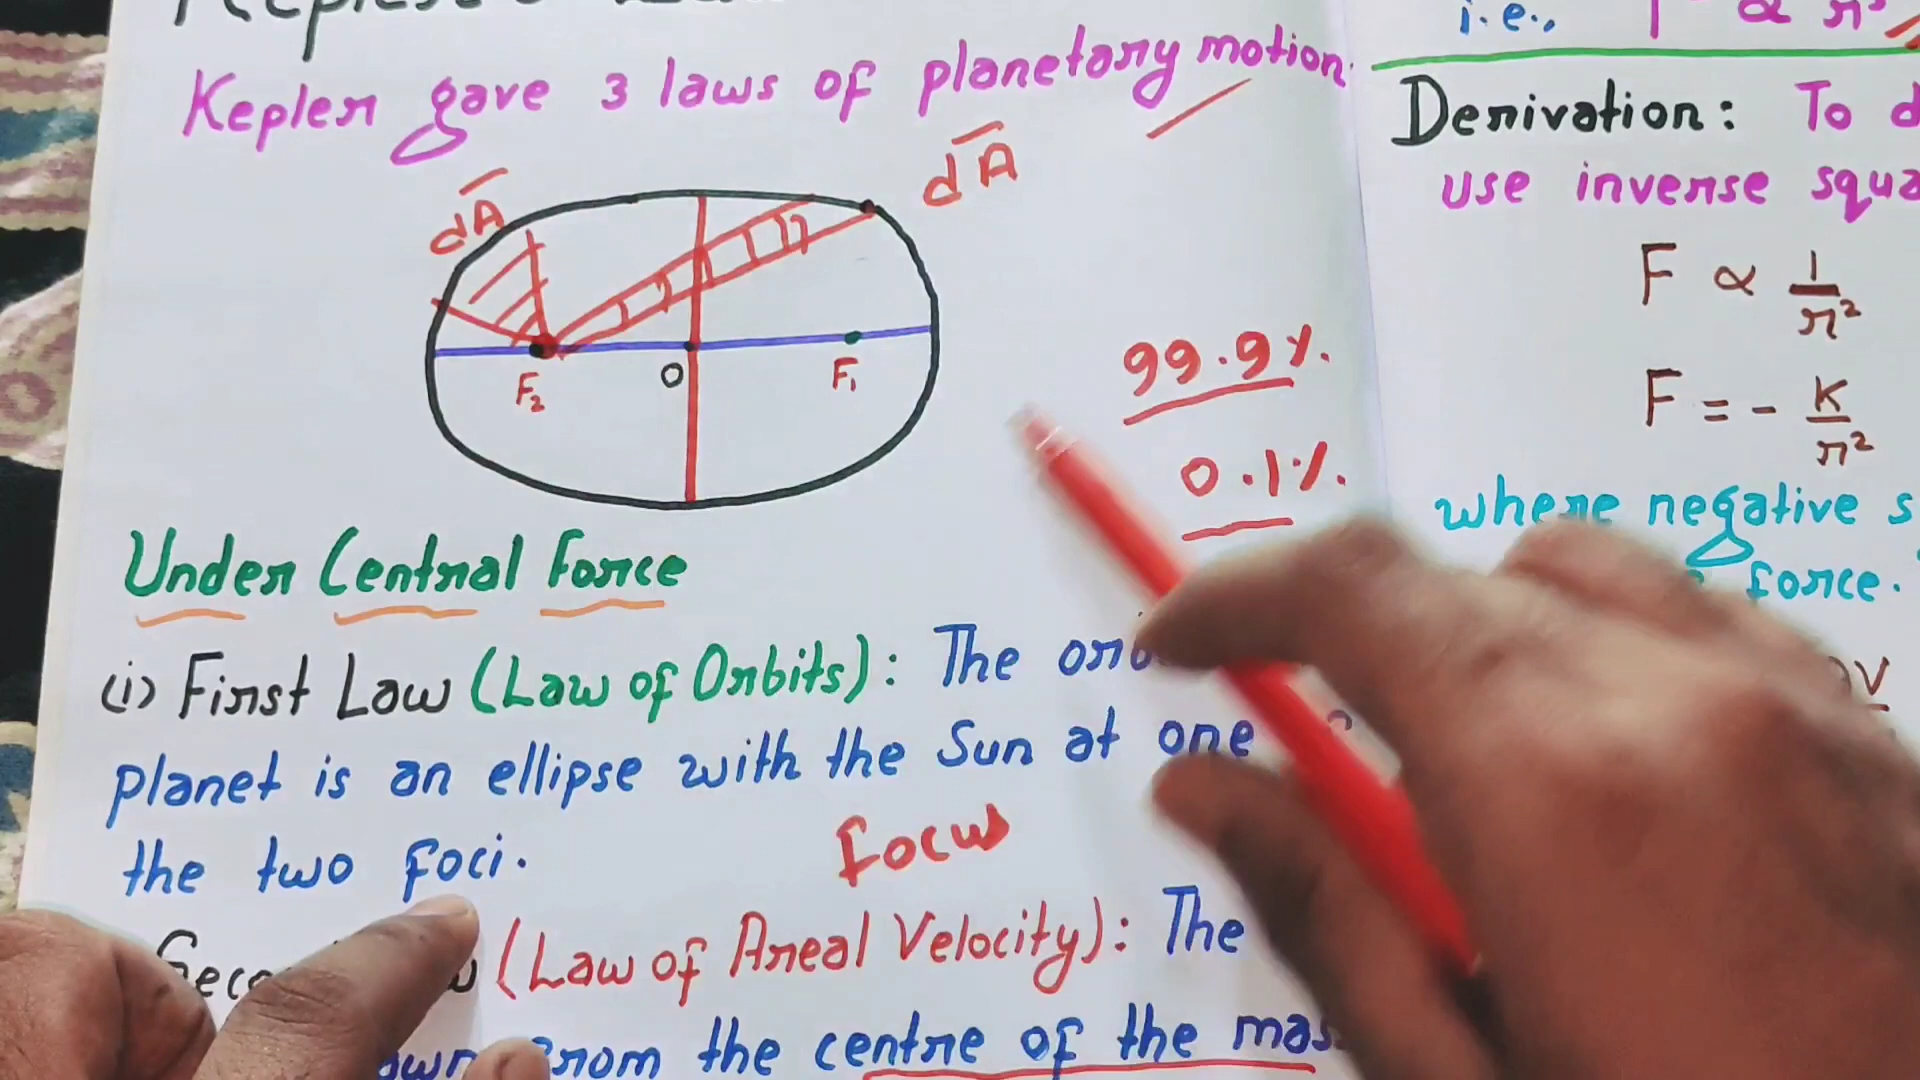 Kepler gave 3 laws of planetary motion.
dA
dA
F₂
O
F₁
99.9%.
0.1%.
Under Central Force
(i) First Law (Law of Orbits): The
planet is an ellipse with the Sun at one
the two foci.
Focus
(Law of Areal Velocity): The
from the centre of the
i.e.,
Derivation: To
use inverse
F ∝ 1/r²
F = - K/r²
where negative
force.